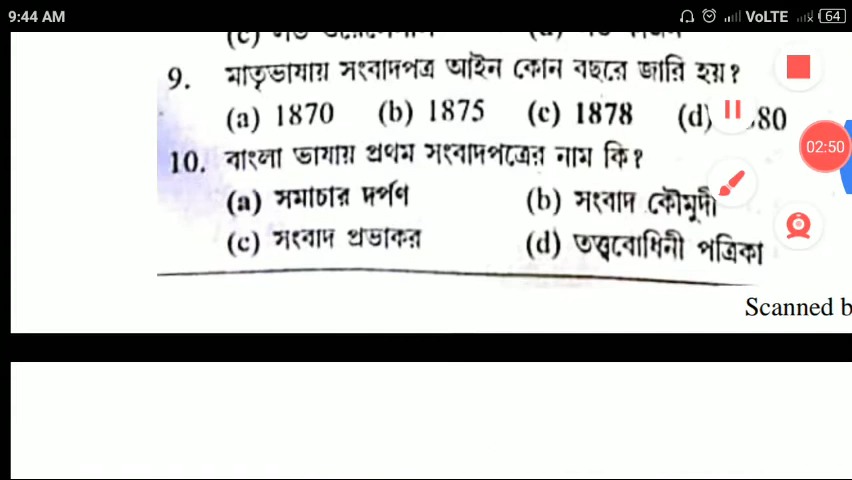 9:44 AM VoLTE 64
9. মাতৃভাষায় সংবাদপত্র আইন কোন বছরে জারি হয়?
(a) 1870 (b) 1875 (c) 1878 (d) 80
02:50
10. বাংলা ভাষায় প্রথম সংবাদপত্রের নাম কি?
(a) সমাচার দর্পণ (b) সংবাদ কৌমুদী
(c) সংবাদ প্রভাকর (d) তত্ত্ববোধিনী পত্রিকা
Scanned b